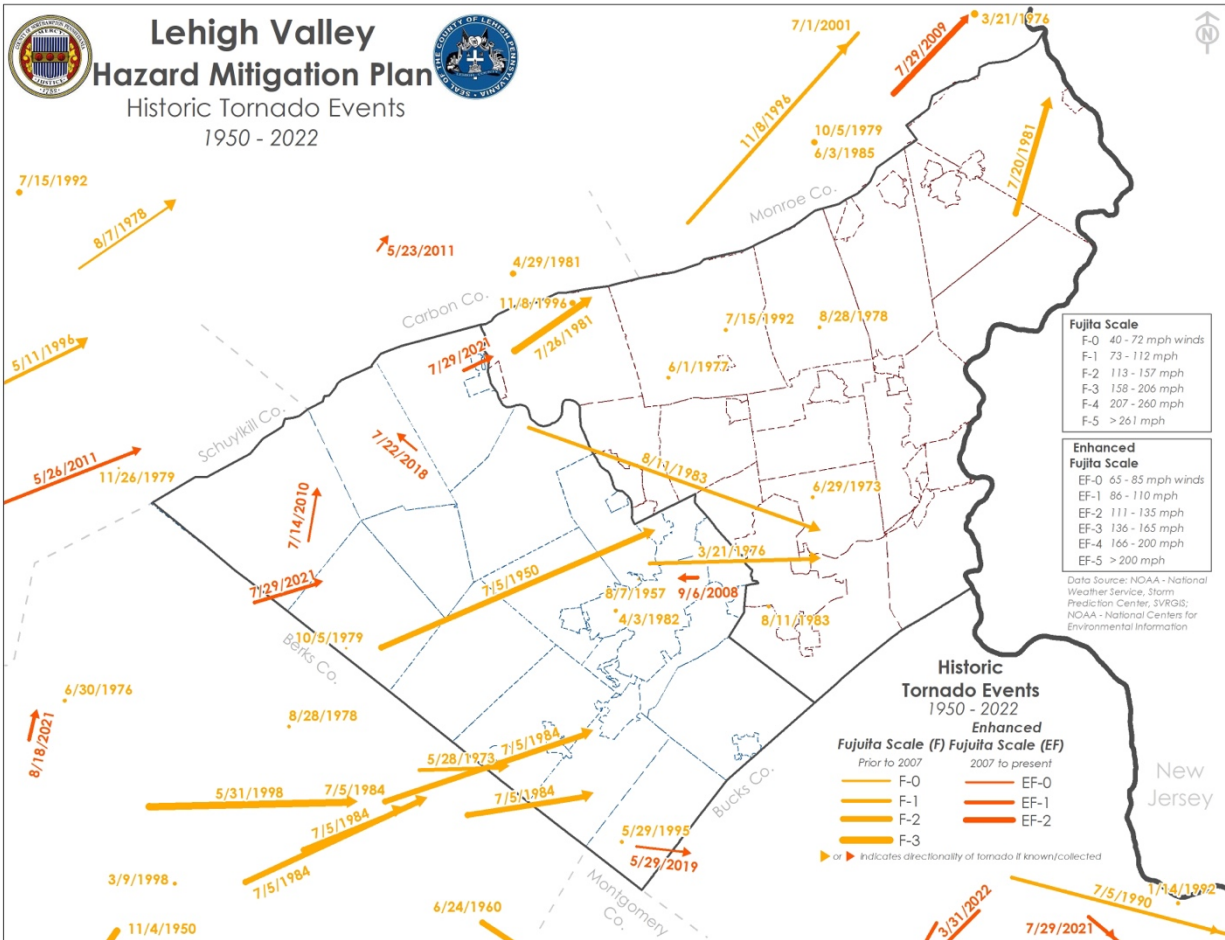 Lehigh Valley
Hazard Mitigation Plan
Historic Tornado Events
1950 - 2022
N
7/1/2001
3/21/1976
7/29/2009
11/8/1996
10/5/1979
6/3/1985
7/20/1981
7/15/1992
8/7/1978
Monroe Co.
5/23/2011
4/29/1981
Carbon Co.
11/8/1996
7/26/1981
7/15/1992
8/28/1978
5/11/1996
7/29/2021
6/1/1977
Schuylkill Co.
7/22/2018
8/11/1983
5/26/2011
11/26/1979
7/14/2010
6/29/1973
3/21/1976
7/5/1950
7/29/2021
8/7/1957
9/6/2008
4/3/1982
8/11/1983
10/5/1979
Berks Co.
6/30/1976
8/28/1978
8/18/2021
7/5/1984
5/28/1973
5/31/1998
7/5/1984
7/5/1984
7/5/1984
7/5/1984
Bucks Co.
5/29/1995
5/29/2019
3/9/1998
Montgomery
Co.
6/24/1960
11/4/1950
3/31/2022
7/5/1990
1/14/1992
7/29/2021
New
Jersey
Fujita Scale
F-0 40 - 72 mph winds
F-1 73 - 112 mph
F-2 113 - 157 mph
F-3 158 - 206 mph
F-4 207 - 260 mph
F-5 > 261 mph
Enhanced
Fujita Scale
EF-0 65 - 85 mph winds
EF-1 86 - 110 mph
EF-2 111 - 135 mph
EF-3 136 - 165 mph
EF-4 166 - 200 mph
EF-5 > 200 mph
Data Source: NOAA - National
Weather Service, Storm
Prediction Center, SVRGIS;
NOAA - National Centers for
Environmental Information
Historic
Tornado Events
1950 - 2022
Enhanced
Fujuita Scale (F) Fujuita Scale (EF)
Prior to 2007 2007 to present
F-0 EF-0
F-1 EF-1
F-2 EF-2
F-3
or indicates directionality of tornado if known/collected
COUNTY OF NORTHAMPTON PENNSYLVANIA
MERCY
JUSTICE
1752
SEAL OF THE COUNTY OF LEHIGH PENNSYLVANIA